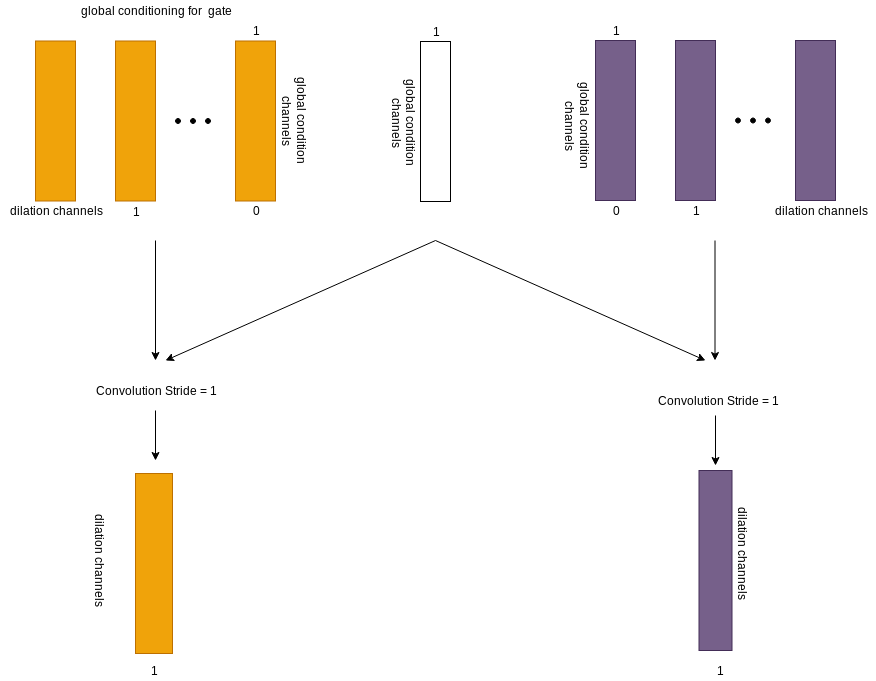 global conditioning for gate
1
1
1
global condition
channels
global condition
channels
global condition
channels
dilation channels
1
0
0
1
dilation channels
Convolution Stride = 1
Convolution Stride = 1
dilation channels
dilation channels
1
1